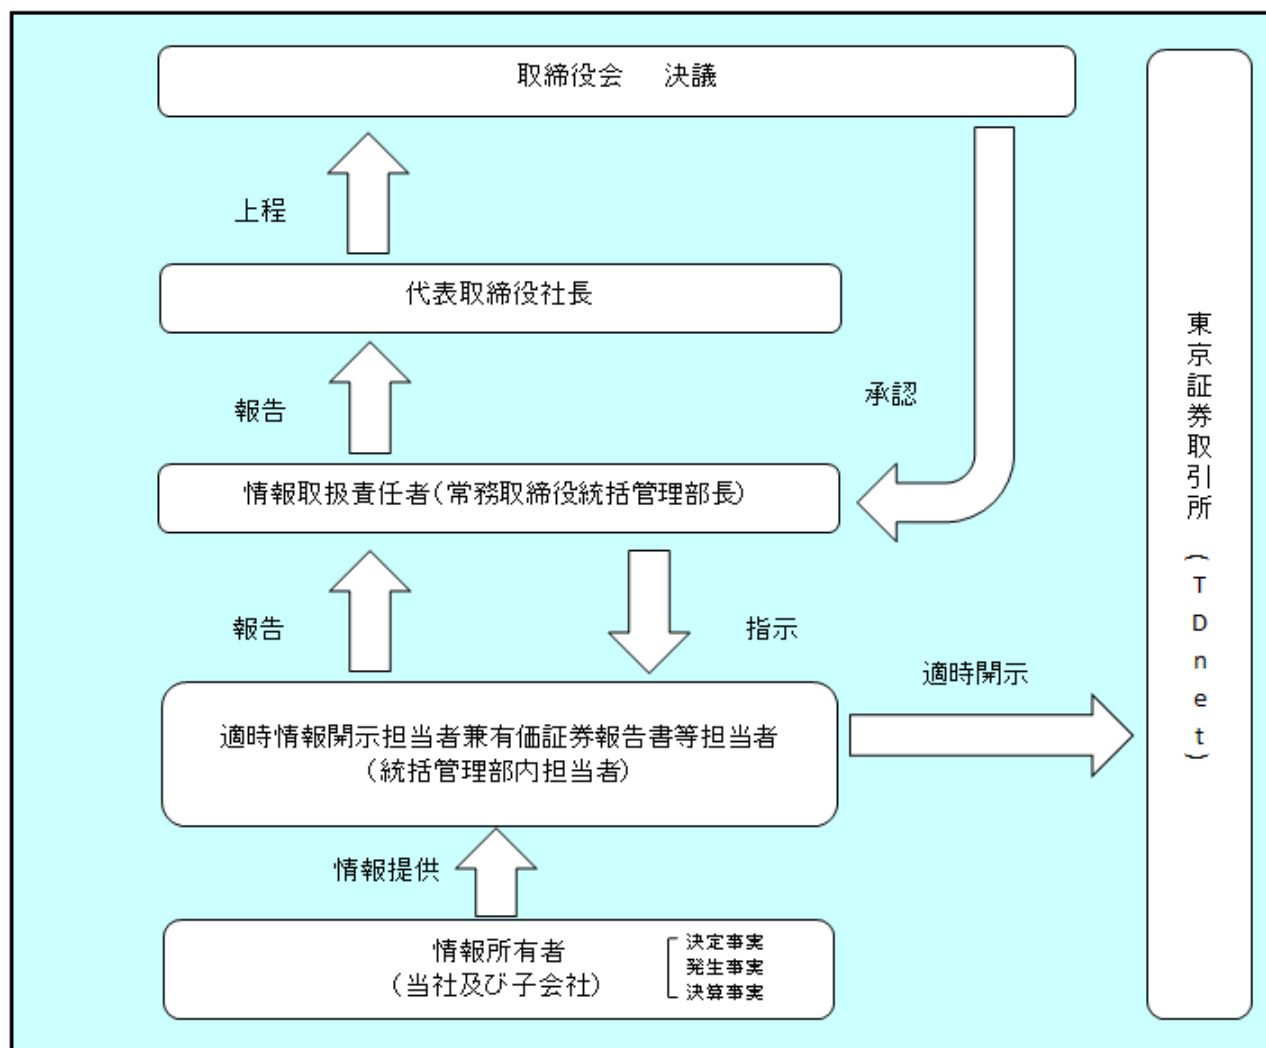 取締役会　決議
上程
代表取締役社長
報告
承認
情報取扱責任者(常務取締役統括管理部長)
報告
指示
適時情報開示担当者兼有価証券報告書等担当者
(統括管理部内担当者)
適時開示
情報提供
情報所有者
(当社及び子会社)
決定事実
発生事実
決算事実
東京証券取引所(TDnet)